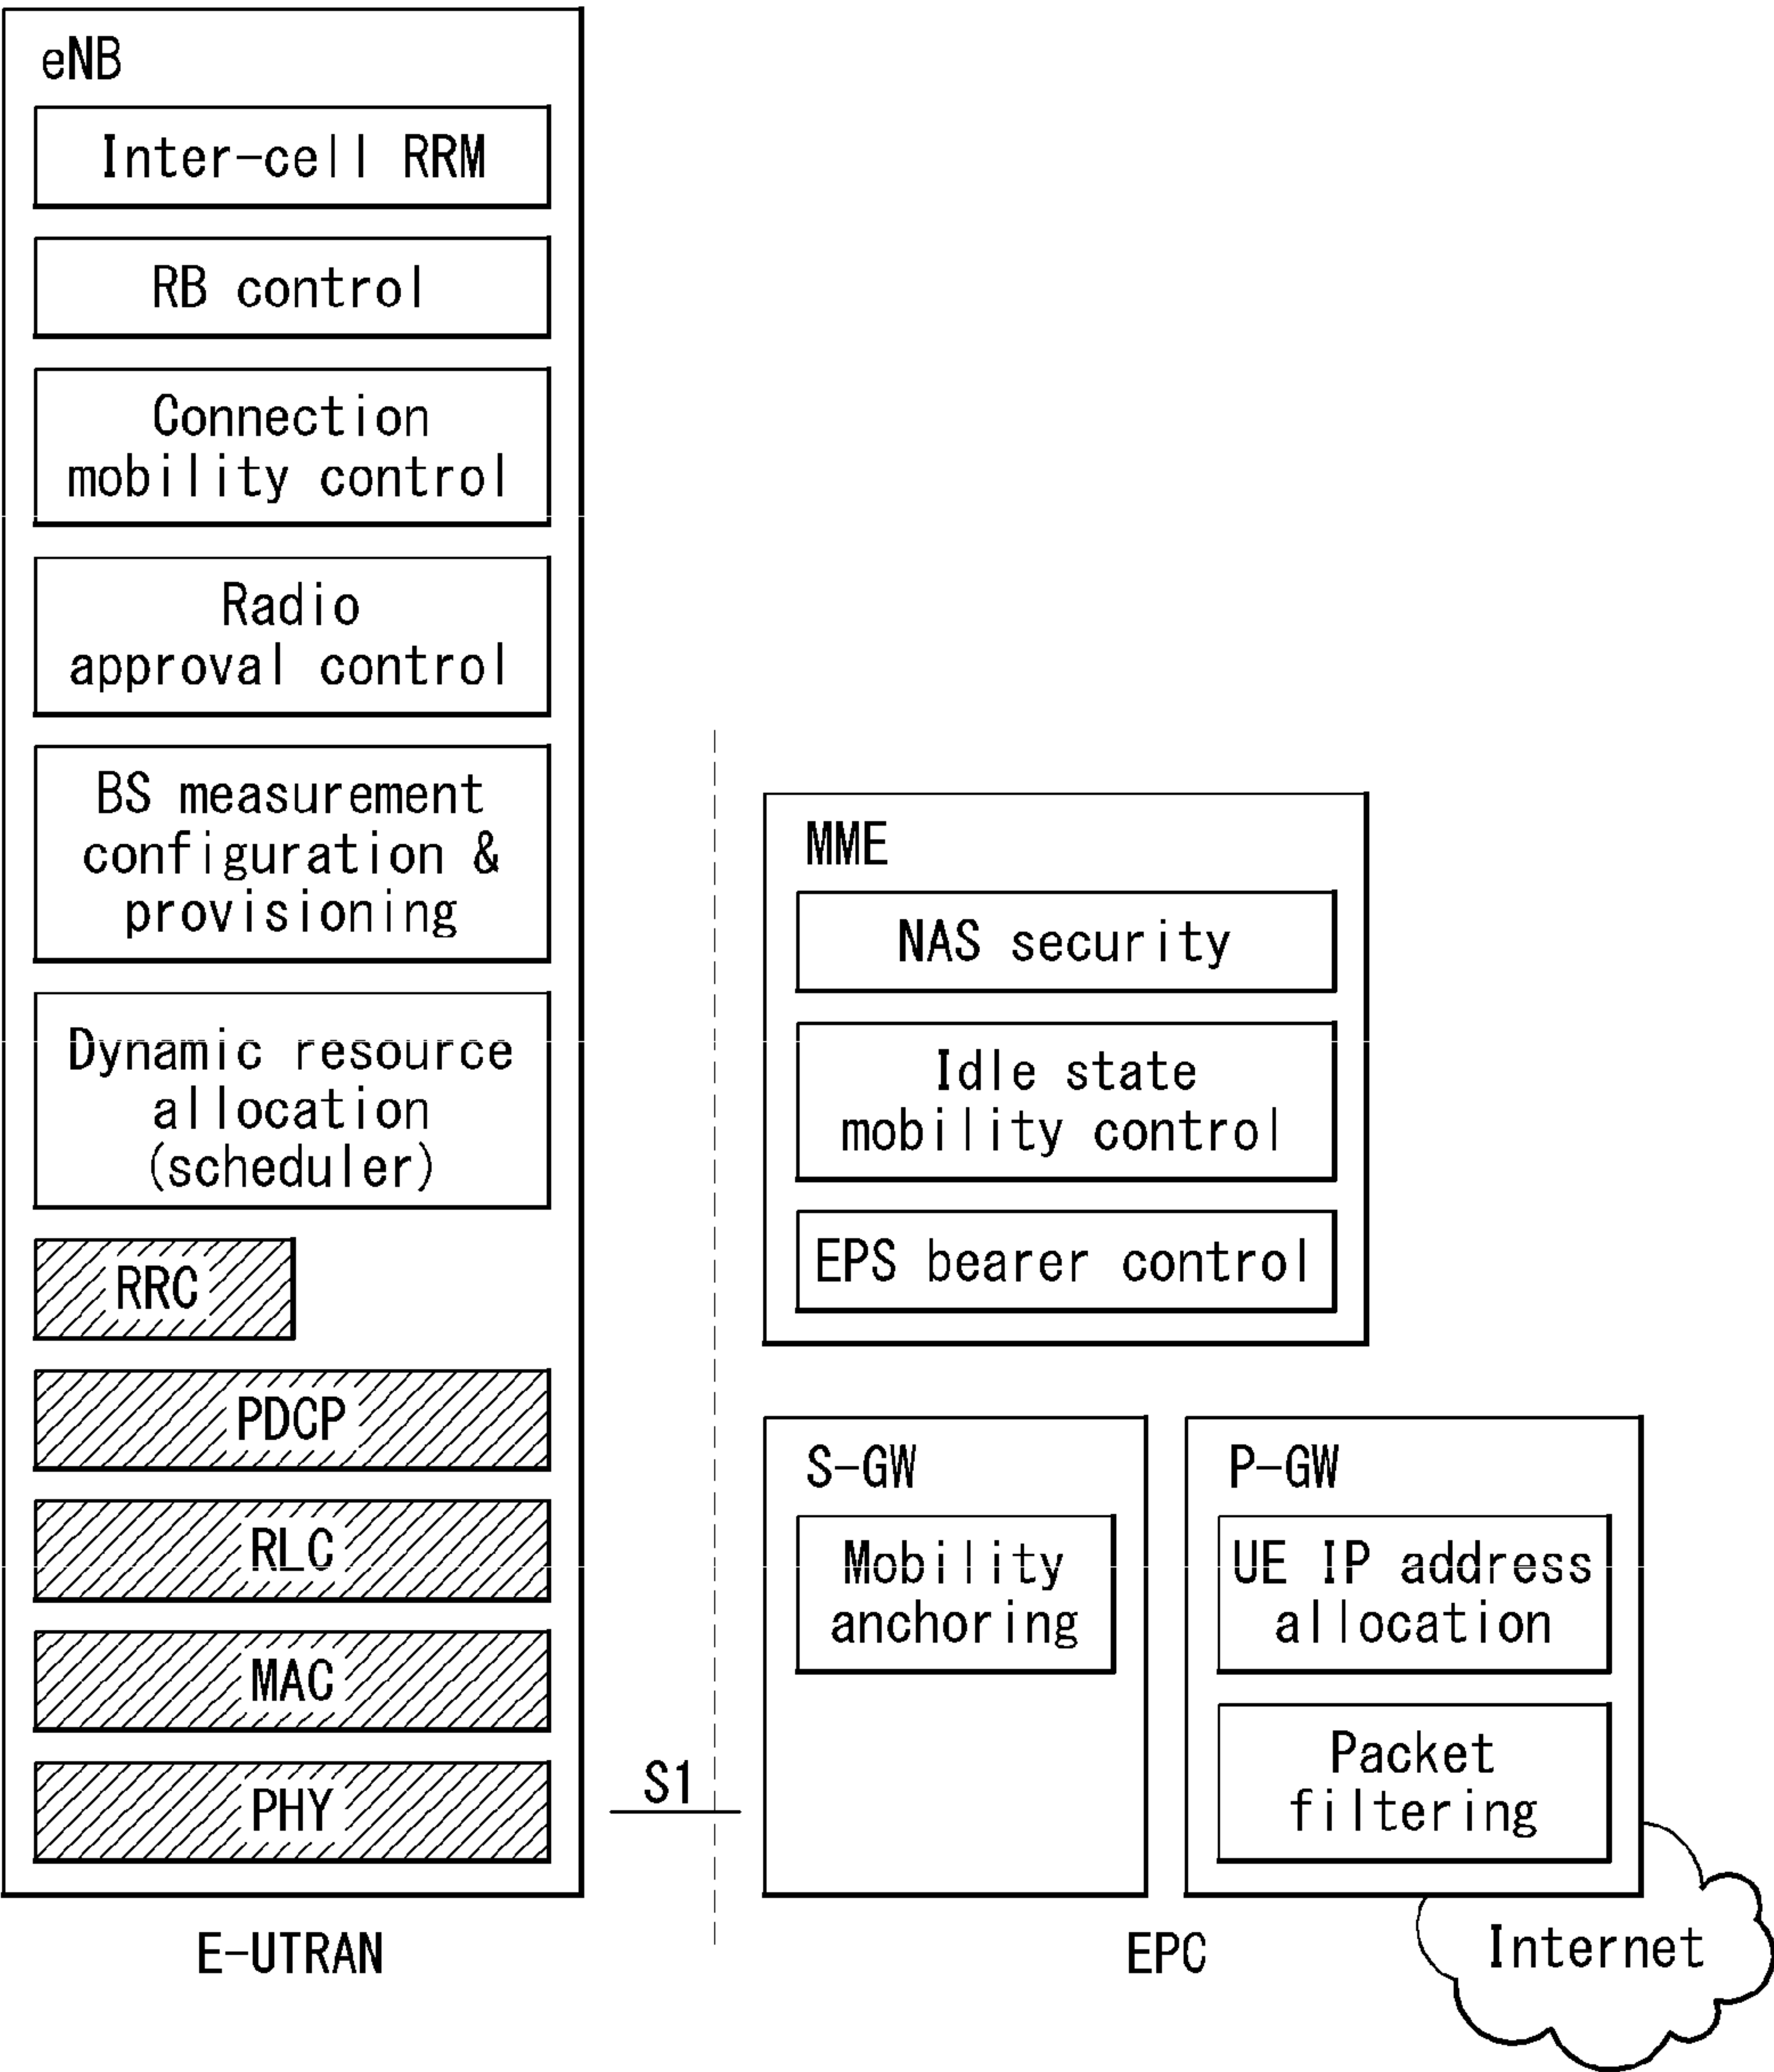 eNB
Inter-cell RRM
RB control
Connection
mobility control
Radio
approval control
BS measurement
configuration &
provisioning
Dynamic resource
allocation
(scheduler)
RRC
PDCP
RLC
MAC
PHY
E-UTRAN
S1
MME
NAS security
Idle state
mobility control
EPS bearer control
S-GW
Mobility
anchoring
P-GW
UE IP address
allocation
Packet
filtering
EPC
Internet